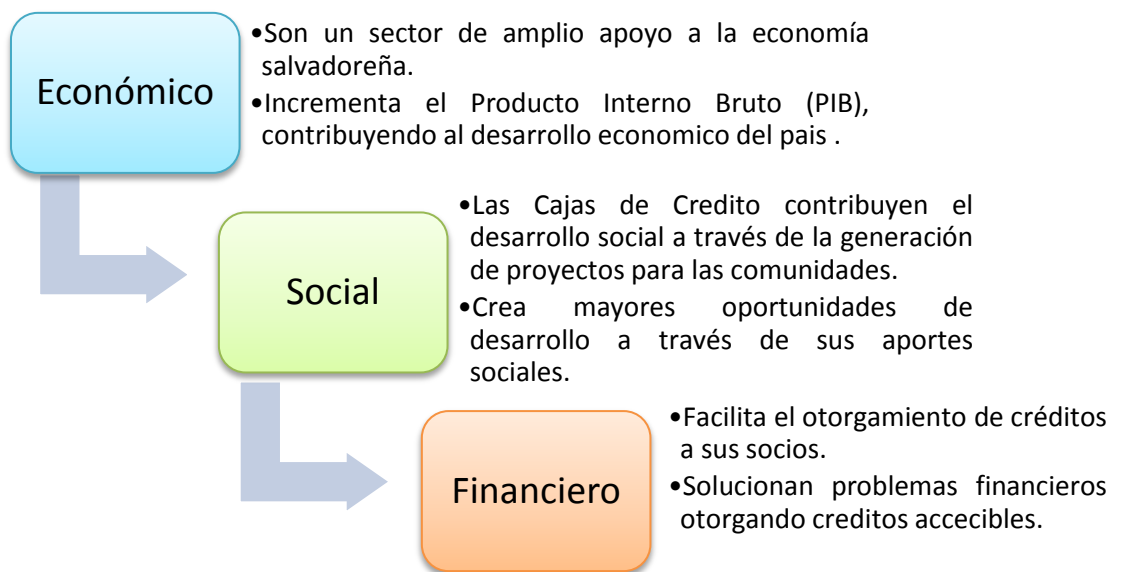 Económico
•Son un sector de amplio apoyo a la economía
salvadoreña.
•Incrementa el Producto Interno Bruto (PIB),
contribuyendo al desarrollo economico del pais .
Social
•Las Cajas de Credito contribuyen el
desarrollo social a través de la generación
de proyectos para las comunidades.
•Crea mayores oportunidades de
desarrollo a través de sus aportes
sociales.
Financiero
•Facilita el otorgamiento de créditos
a sus socios.
•Solucionan problemas financieros
otorgando creditos accecibles.